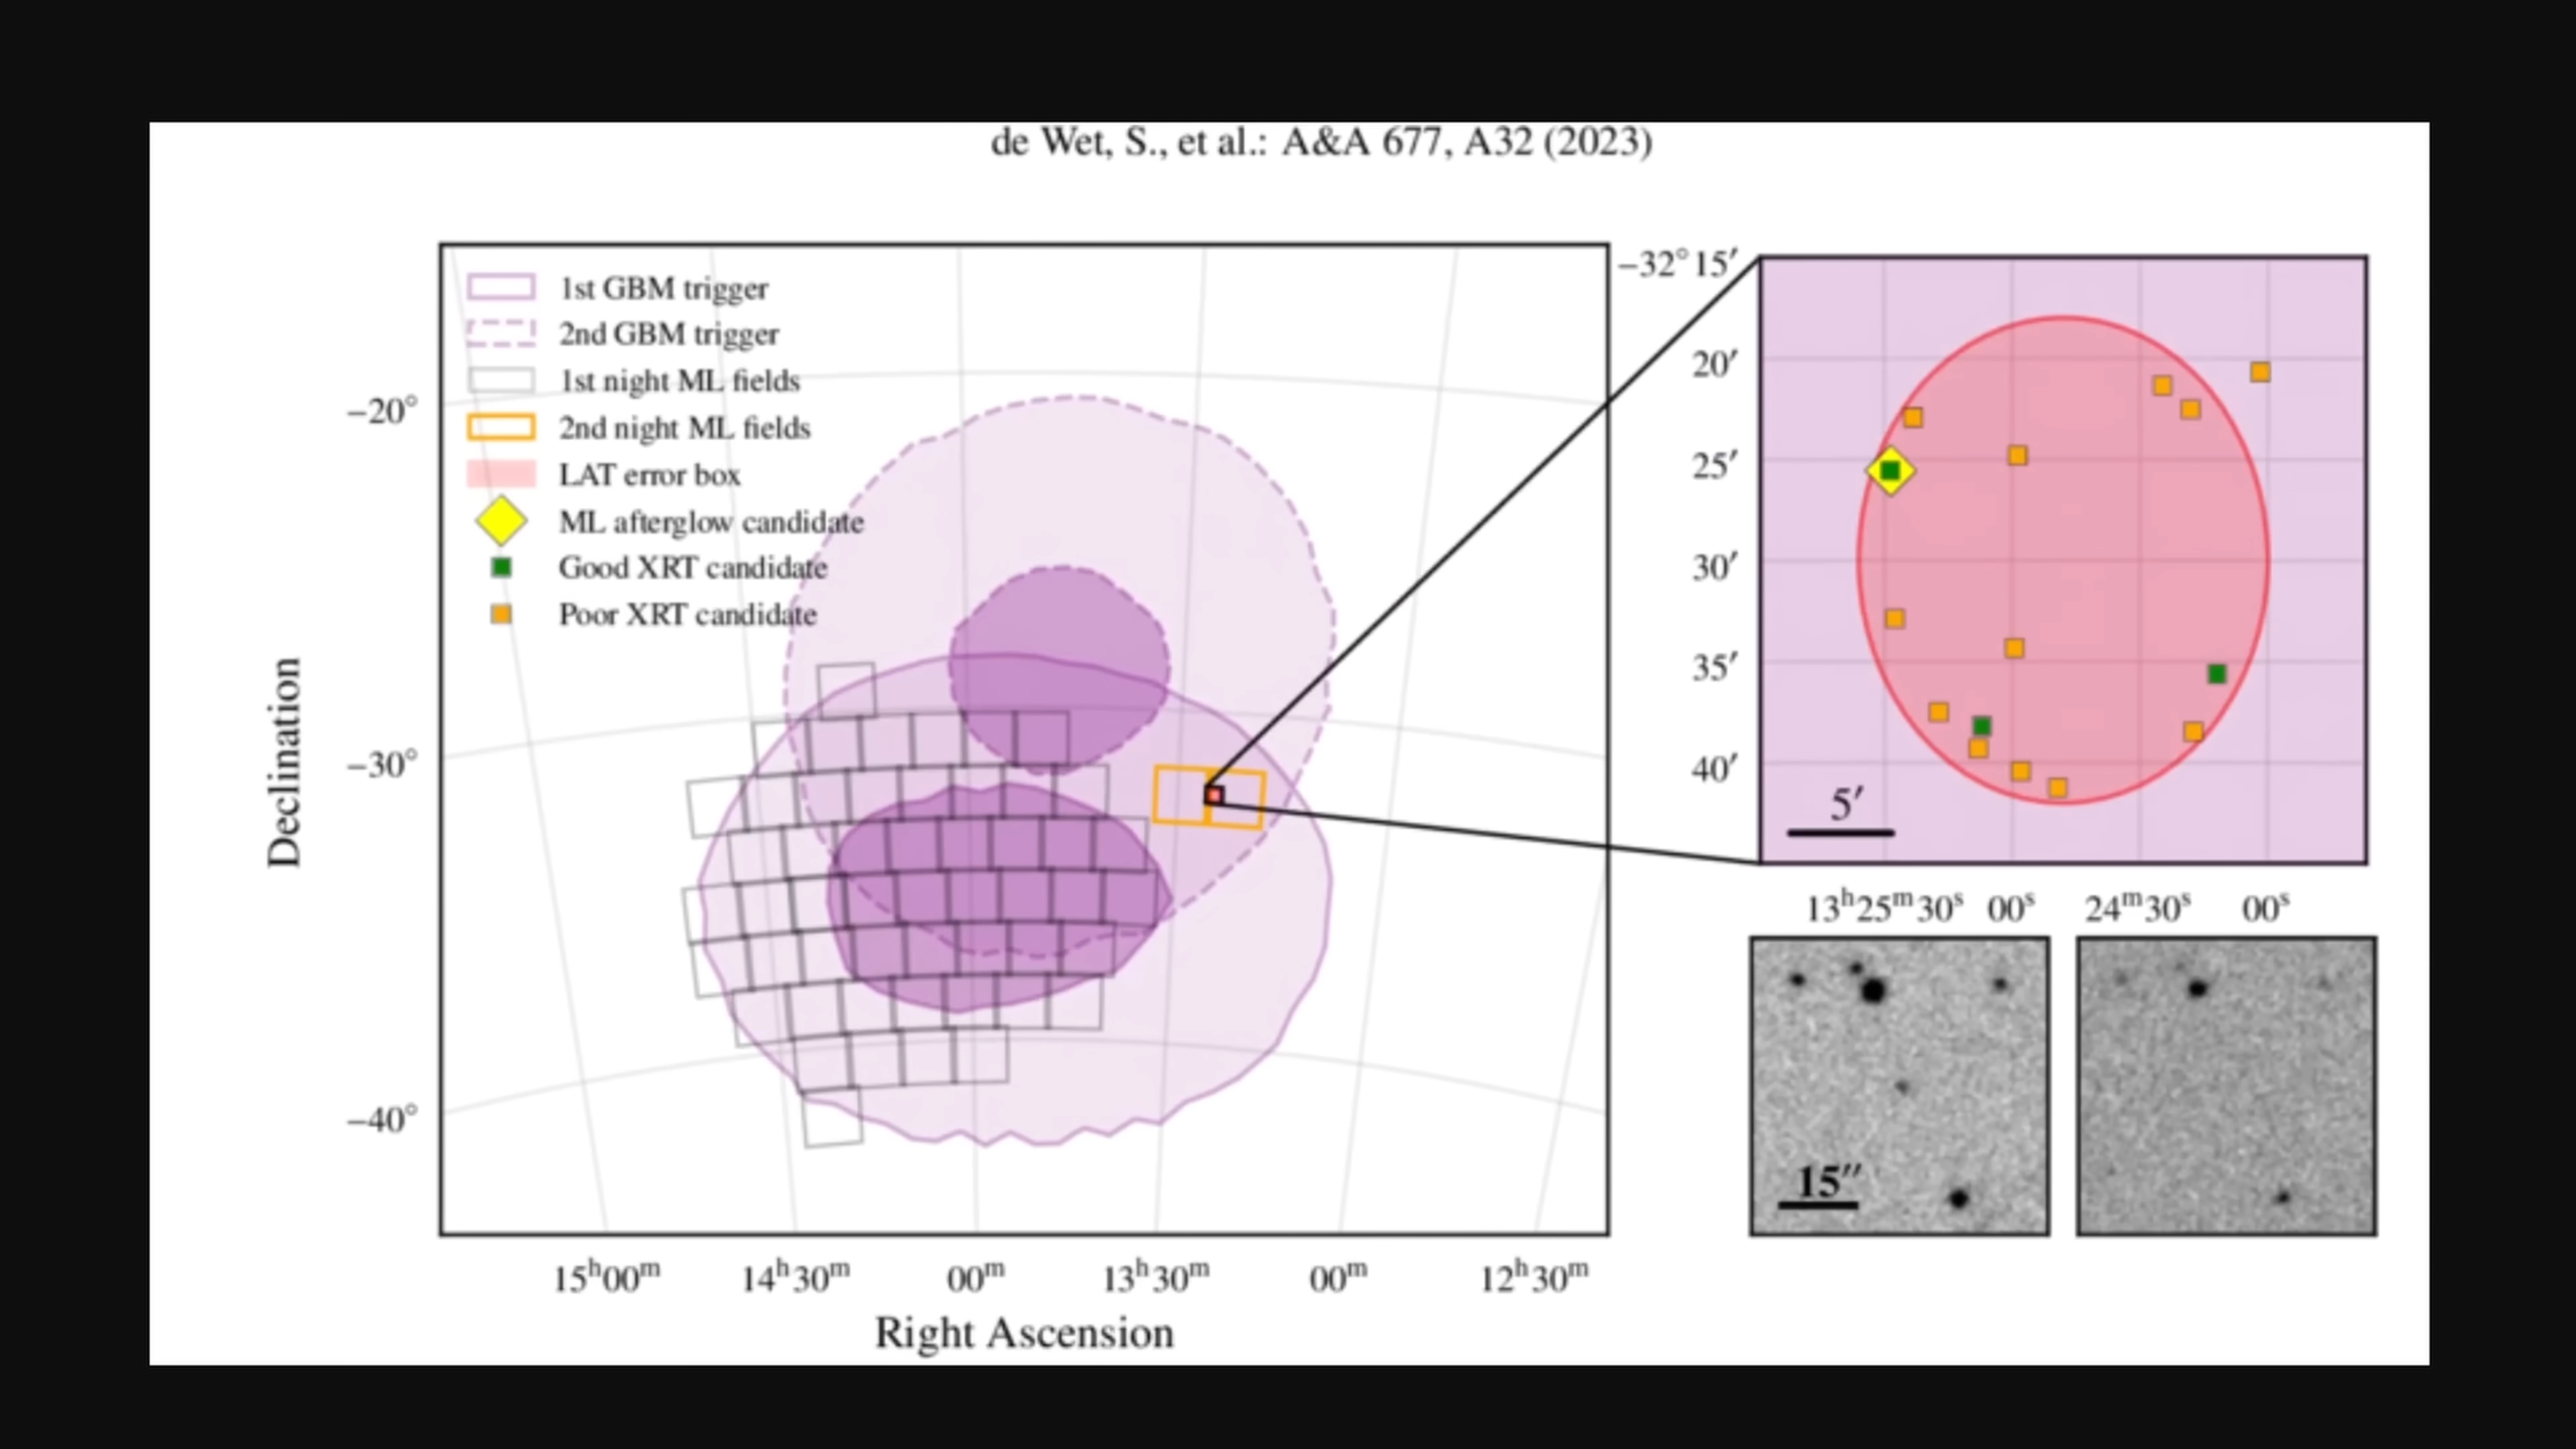 de Wet, S., et al.: A&A 677, A32 (2023)
1st GBM trigger
2nd GBM trigger
1st night ML fields
2nd night ML fields
LAT error box
ML afterglow candidate
Good XRT candidate
Poor XRT candidate
Declination
−20°
−30°
−40°
15ʰ00ᵐ 14ʰ30ᵐ 00ᵐ 13ʰ30ᵐ 00ᵐ 12ʰ30ᵐ
Right Ascension
−32°15′
20′
25′
30′
35′
40′
5′
13ʰ25ᵐ30ˢ 00ˢ 24ᵐ30ˢ 00ˢ
15″